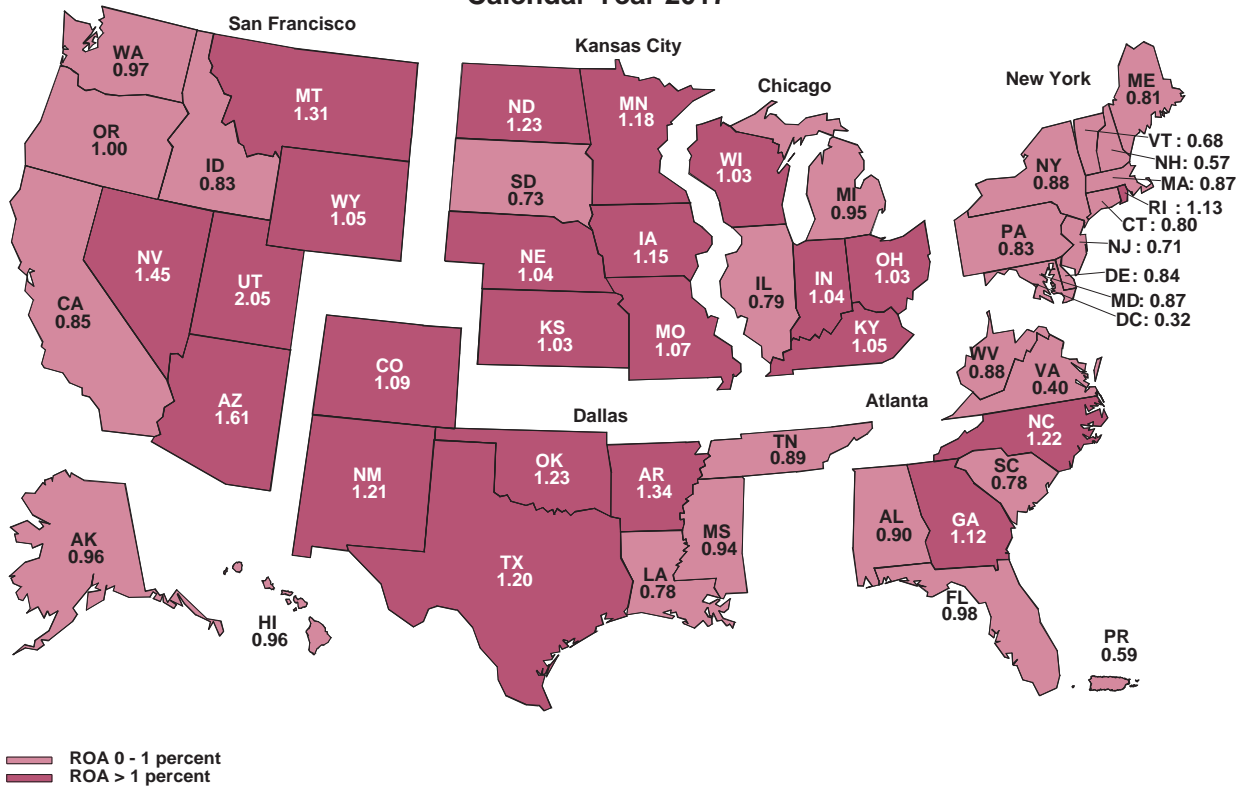 Calendar Year 2017
San Francisco
Kansas City
Chicago
New York
WA
0.97
MT
1.31
OR
1.00
ID
0.83
WY
1.05
NV
1.45
UT
2.05
CA
0.85
AZ
1.61
ND
1.23
MN
1.18
SD
0.73
NE
1.04
IA
1.15
KS
1.03
MO
1.07
WI
1.03
MI
0.95
IL
0.79
IN
1.04
OH
1.03
KY
1.05
ME
0.81
NY
0.88
VT : 0.68
NH: 0.57
MA: 0.87
RI : 1.13
CT: 0.80
NJ: 0.71
PA
0.83
DE: 0.84
MD: 0.87
DC: 0.32
CO
1.09
NM
1.21
Dallas
OK
1.23
AR
1.34
TX
1.20
LA
0.78
MS
0.94
TN
0.89
Atlanta
WV
0.88
VA
0.40
NC
1.22
SC
0.78
AL
0.90
GA
1.12
FL
0.98
PR
0.59
AK
0.96
HI
0.96
ROA 0 - 1 percent
ROA > 1 percent